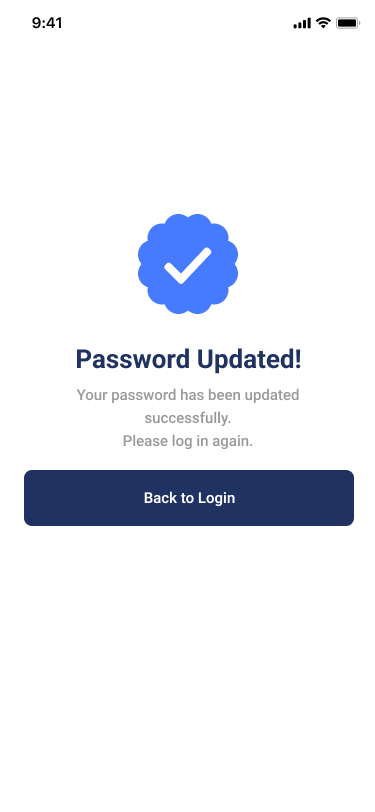 9:41
Password Updated!
Your password has been updated
successfully.
Please log in again.
Back to Login